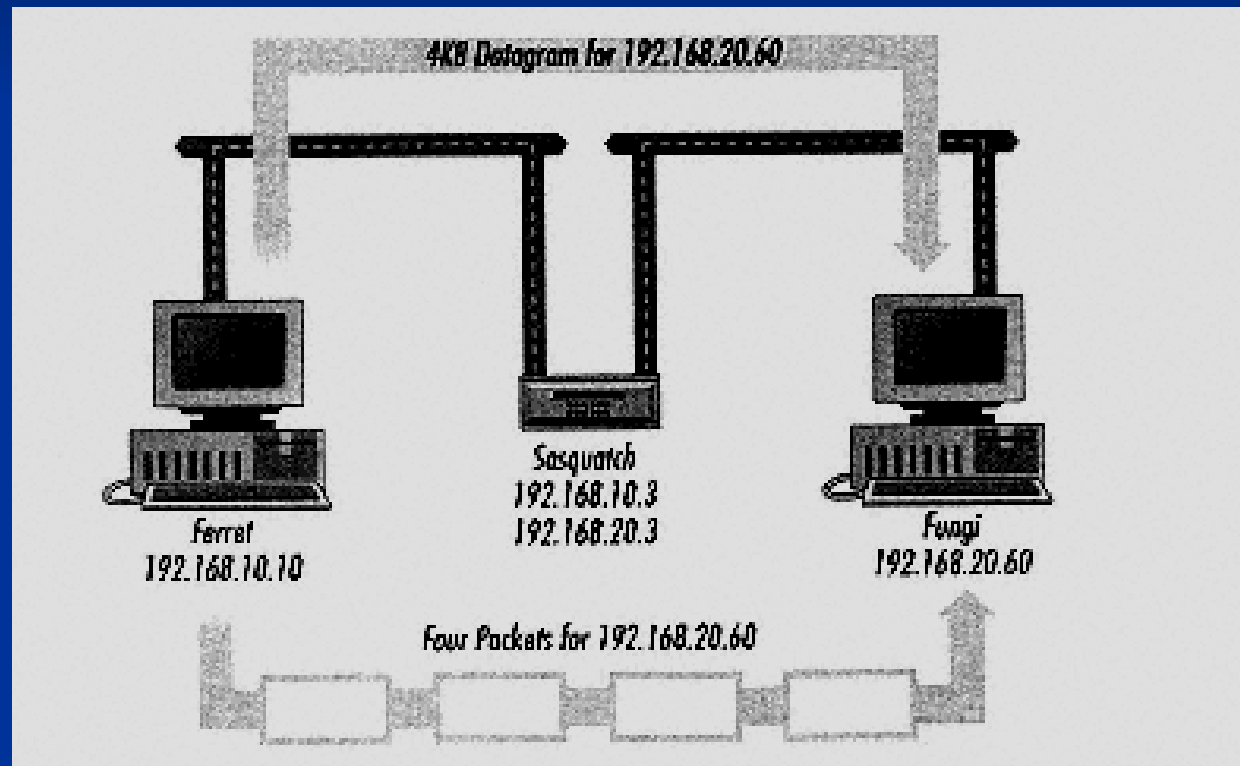 4KB Datagram for 192.168.20.60
Sasquatch
192.168.10.3
192.168.20.3
Ferret
192.168.10.10
Fungi
192.168.20.60
Four Packets for 192.168.20.60